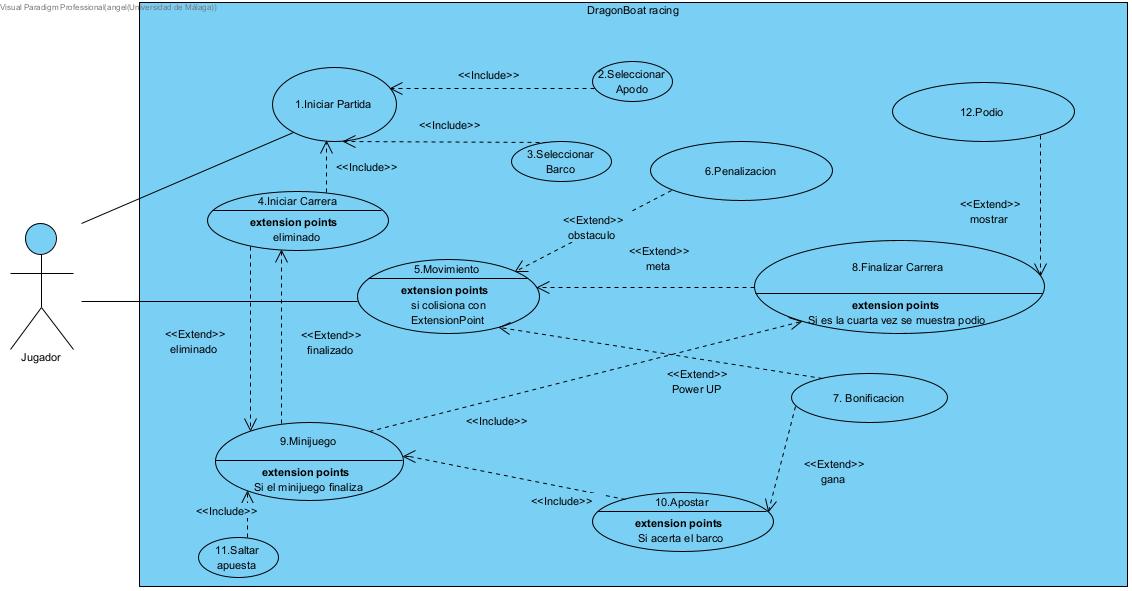 Visual Paradigm Professional(angel(Universidad de Málaga))
DragonBoat racing
1.Iniciar Partida
<<Include>>
2.Seleccionar
Apodo
<<Include>>
3.Seleccionar
Barco
12.Podio
<<Include>>
6.Penalizacion
4.Iniciar Carrera
extension points
eliminado
<<Extend>>
obstaculo
<<Extend>>
mostrar
<<Extend>>
meta
5.Movimiento
extension points
si colisiona con
ExtensionPoint
8.Finalizar Carrera
extension points
Si es la cuarta vez se muestra podio
Jugador
<<Extend>>
eliminado
<<Extend>>
finalizado
<<Extend>>
Power UP
7. Bonificacion
<<Include>>
9.Minijuego
extension points
Si el minijuego finaliza
<<Extend>>
gana
<<Include>>
<<Include>>
10.Apostar
extension points
Si acerta el barco
11.Saltar
apuesta